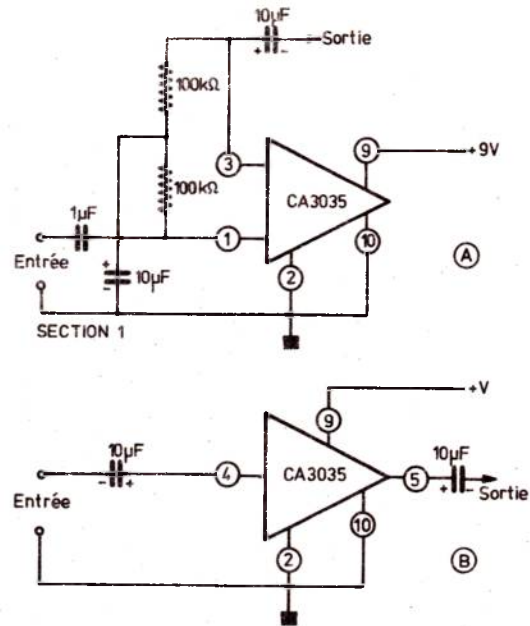 10µF
+ -
Sortie
100kΩ
3
9
+9V
100kΩ
CA3035
1µF
1
10
A
Entrée
+
-
10µF
2
SECTION 1
+V
9
10µF
- +
4
CA3035
5
10µF
+ -
Sortie
Entrée
10
2
B